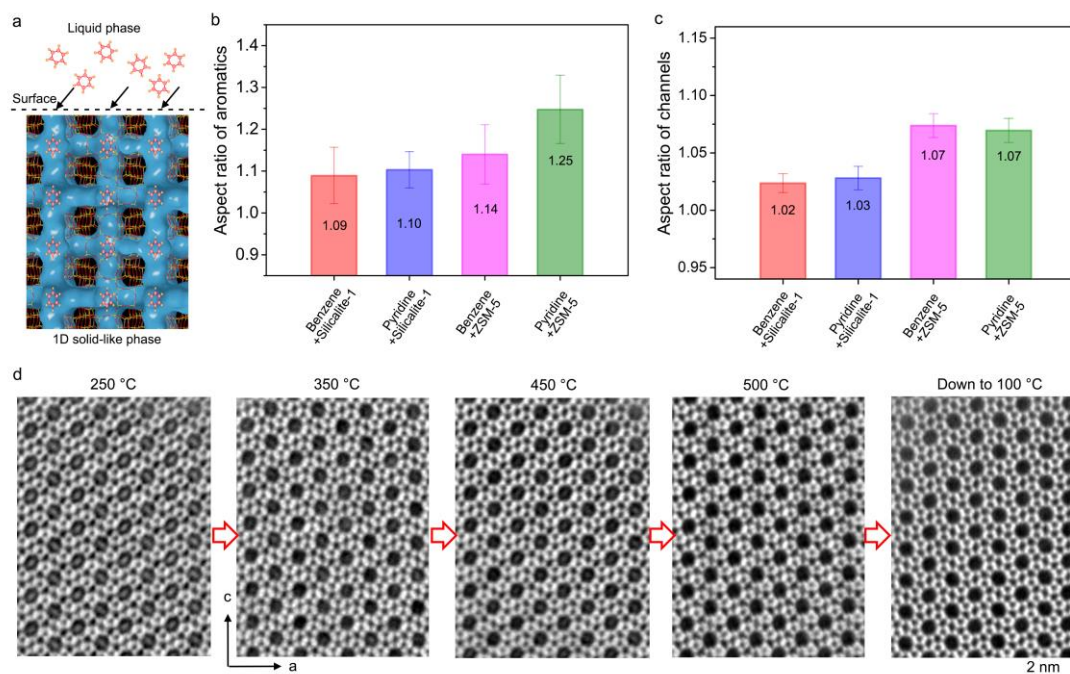 a
Liquid phase
Surface
1D solid-like phase
b
Aspect ratio of aromatics
1.4
1.3
1.2
1.1
1.0
0.9
1.09
1.10
1.14
1.25
Benzene
+Silicalite-1
Pyridine
+Silicalite-1
Benzene
+ZSM-5
Pyridine
+ZSM-5
c
Aspect ratio of channels
1.15
1.10
1.05
1.00
0.95
1.02
1.03
1.07
1.07
Benzene
+Silicalite-1
Pyridine
+Silicalite-1
Benzene
+ZSM-5
Pyridine
+ZSM-5
d
250 °C
350 °C
450 °C
500 °C
Down to 100 °C
c
a
2 nm